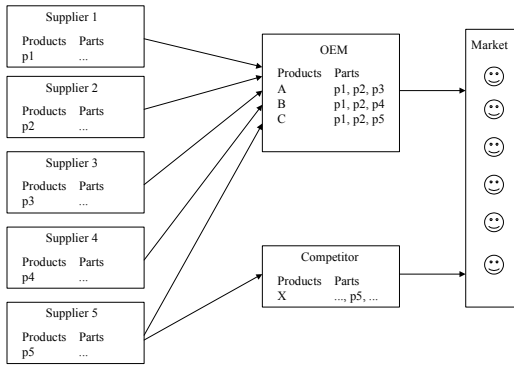 Supplier 1
Products Parts
p1 ...
Supplier 2
Products Parts
p2 ...
Supplier 3
Products Parts
p3 ...
Supplier 4
Products Parts
p4 ...
Supplier 5
Products Parts
p5 ...
OEM
Products Parts
A p1, p2, p3
B p1, p2, p4
C p1, p2, p5
Competitor
Products Parts
X ..., p5, ...
Market